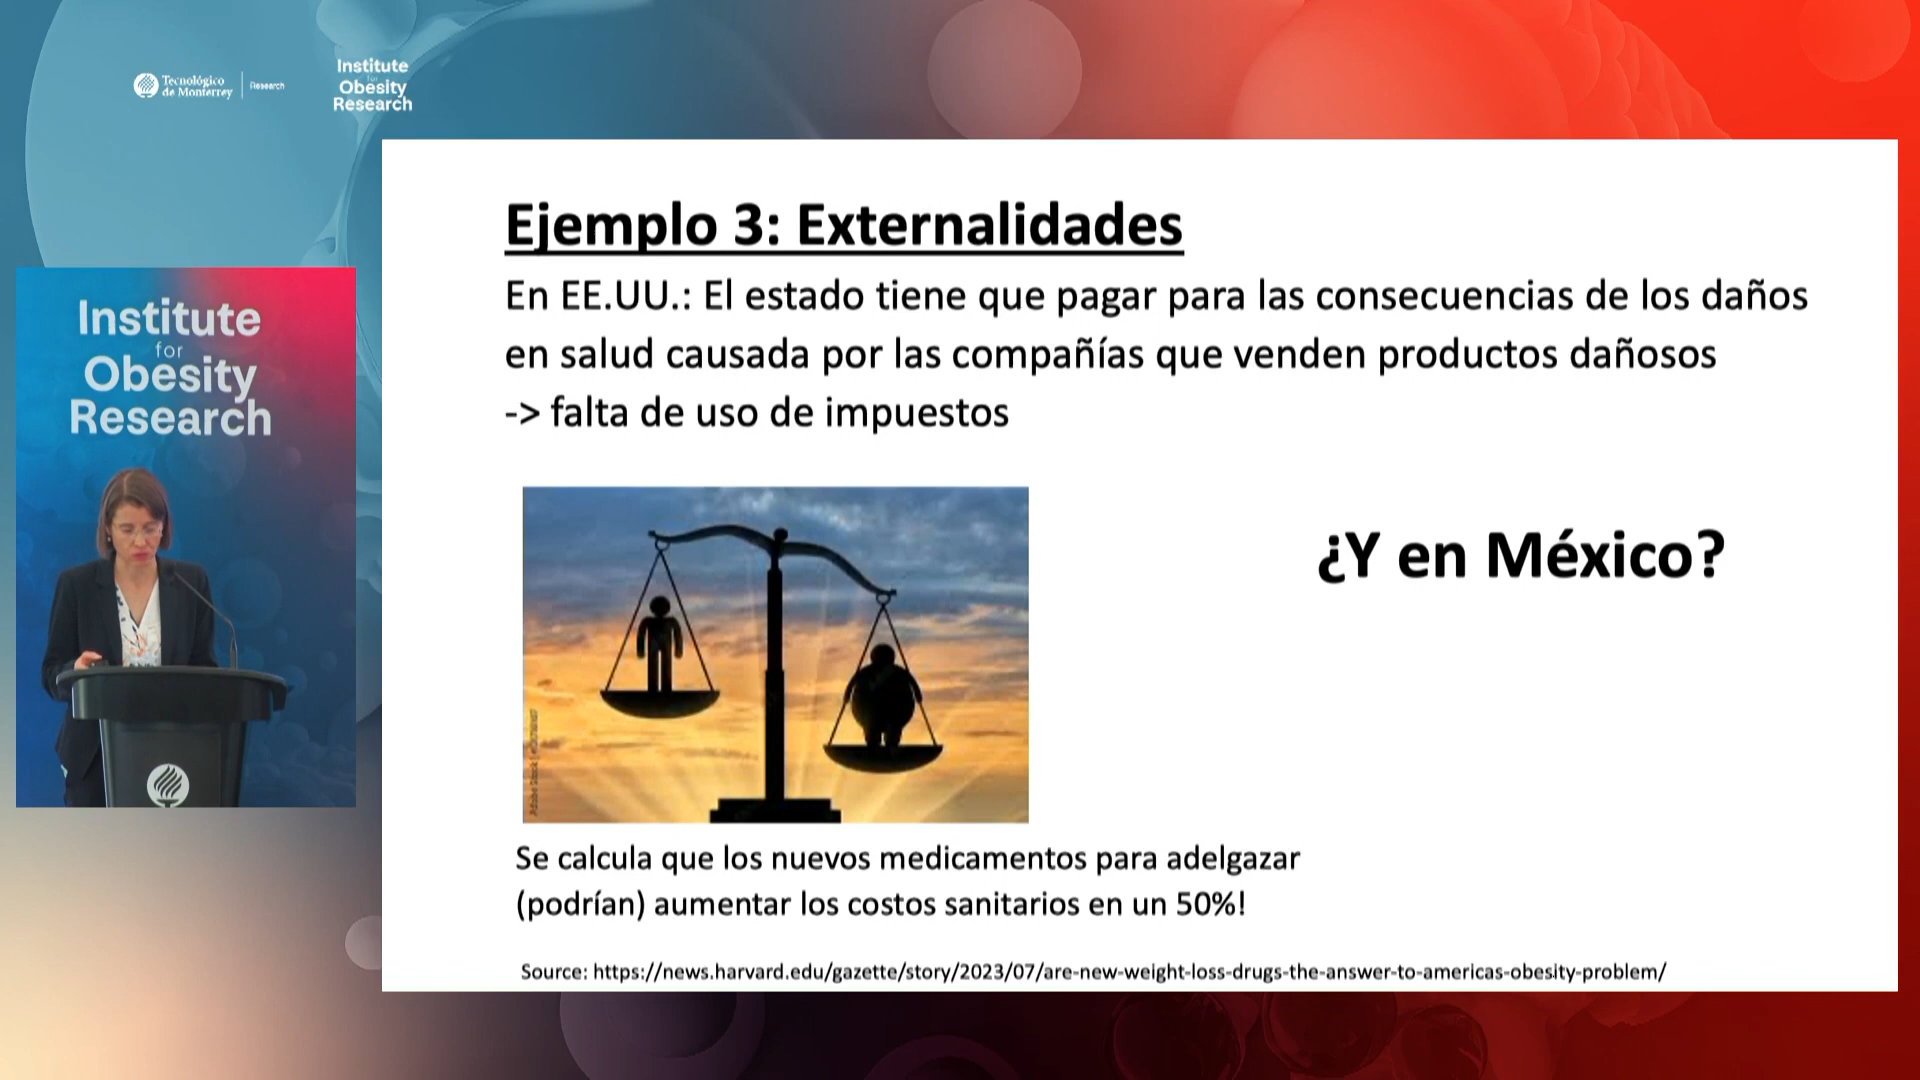 Tecnológico
de Monterrey
Research
Institute
for
Obesity
Research
Institute
for
Obesity
Research
Ejemplo 3: Externalidades
En EE.UU.: El estado tiene que pagar para las consecuencias de los daños
en salud causada por las compañías que venden productos dañosos
-> falta de uso de impuestos
¿Y en México?
Se calcula que los nuevos medicamentos para adelgazar
(podrían) aumentar los costos sanitarios en un 50%!
Source: https://news.harvard.edu/gazette/story/2023/07/are-new-weight-loss-drugs-the-answer-to-americas-obesity-problem/